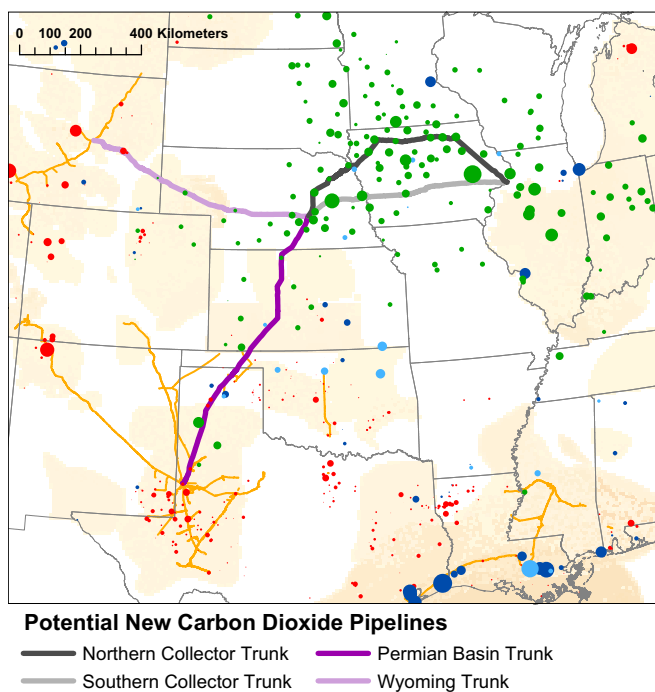 0 100 200 400 Kilometers
Potential New Carbon Dioxide Pipelines
Northern Collector Trunk Permian Basin Trunk
Southern Collector Trunk Wyoming Trunk